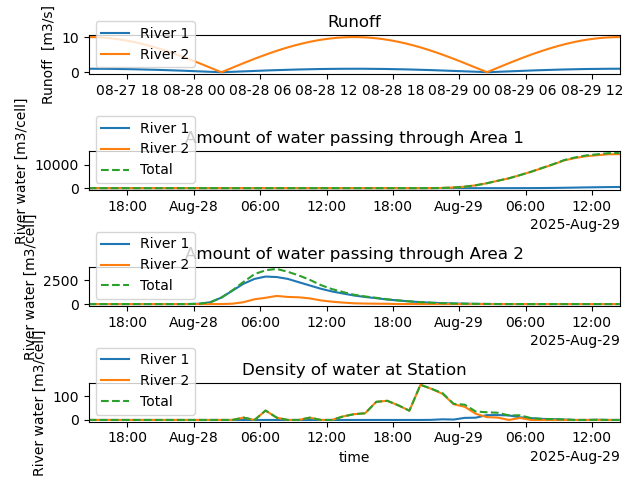 Runoff
Runoff  [m3/s]
10
0
River 1
River 2
08-27 18 08-28 00 08-28 06 08-28 12 08-28 18 08-29 00 08-29 06 08-29 12
Amount of water passing through Area 1
River water [m3/cell]
10000
0
River 1
River 2
Total
18:00 Aug-28 06:00 12:00 18:00 Aug-29 06:00 12:00
2025-Aug-29
Amount of water passing through Area 2
River water [m3/cell]
2500
0
River 1
River 2
Total
18:00 Aug-28 06:00 12:00 18:00 Aug-29 06:00 12:00
2025-Aug-29
Density of water at Station
River water [m3/cell]
100
0
River 1
River 2
Total
18:00 Aug-28 06:00 12:00 18:00 Aug-29 06:00 12:00
time
2025-Aug-29